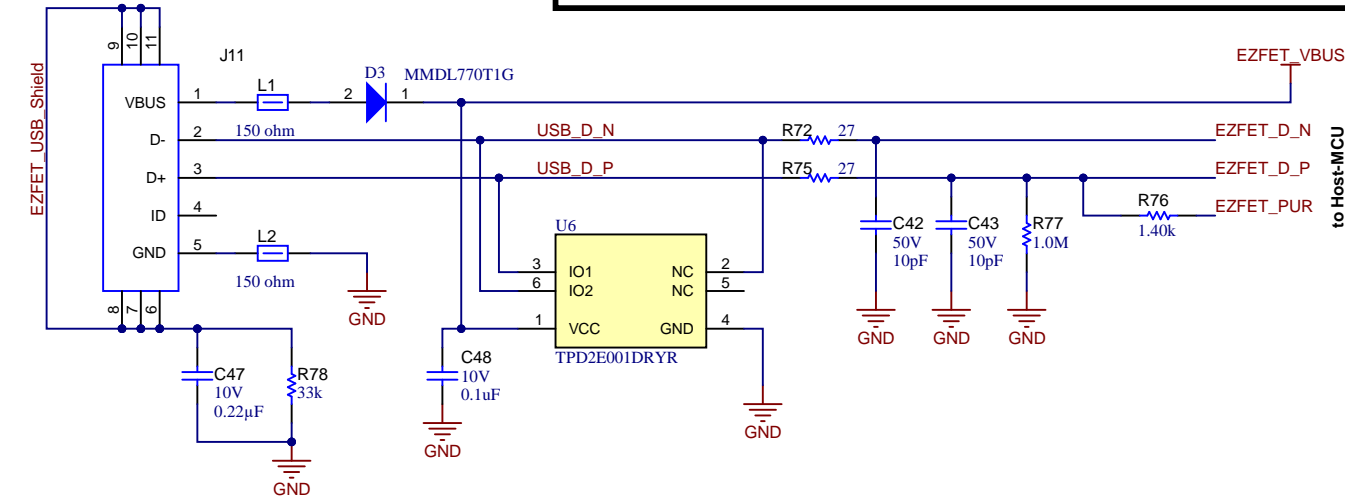 9
10
11
J11
EZFET_VBUS
L1
D3
MMDL770T1G
VBUS
1
2
1
EZFET_USB_Shield
D-
2
150 ohm
USB_D_N
R72
27
EZFET_D_N
D+
3
USB_D_P
R75
27
EZFET_D_P
ID
4
R76
1.40k
EZFET_PUR
to Host-MCU
U6
C42
50V
10pF
C43
50V
10pF
R77
1.0M
GND
5
L2
150 ohm
GND
3
IO1
NC
2
6
IO2
NC
5
1
VCC
GND
4
TPD2E001DRYR
GND
GND
GND
8
7
6
C47
10V
0.22µF
R78
33k
C48
10V
0.1uF
GND
GND
GND